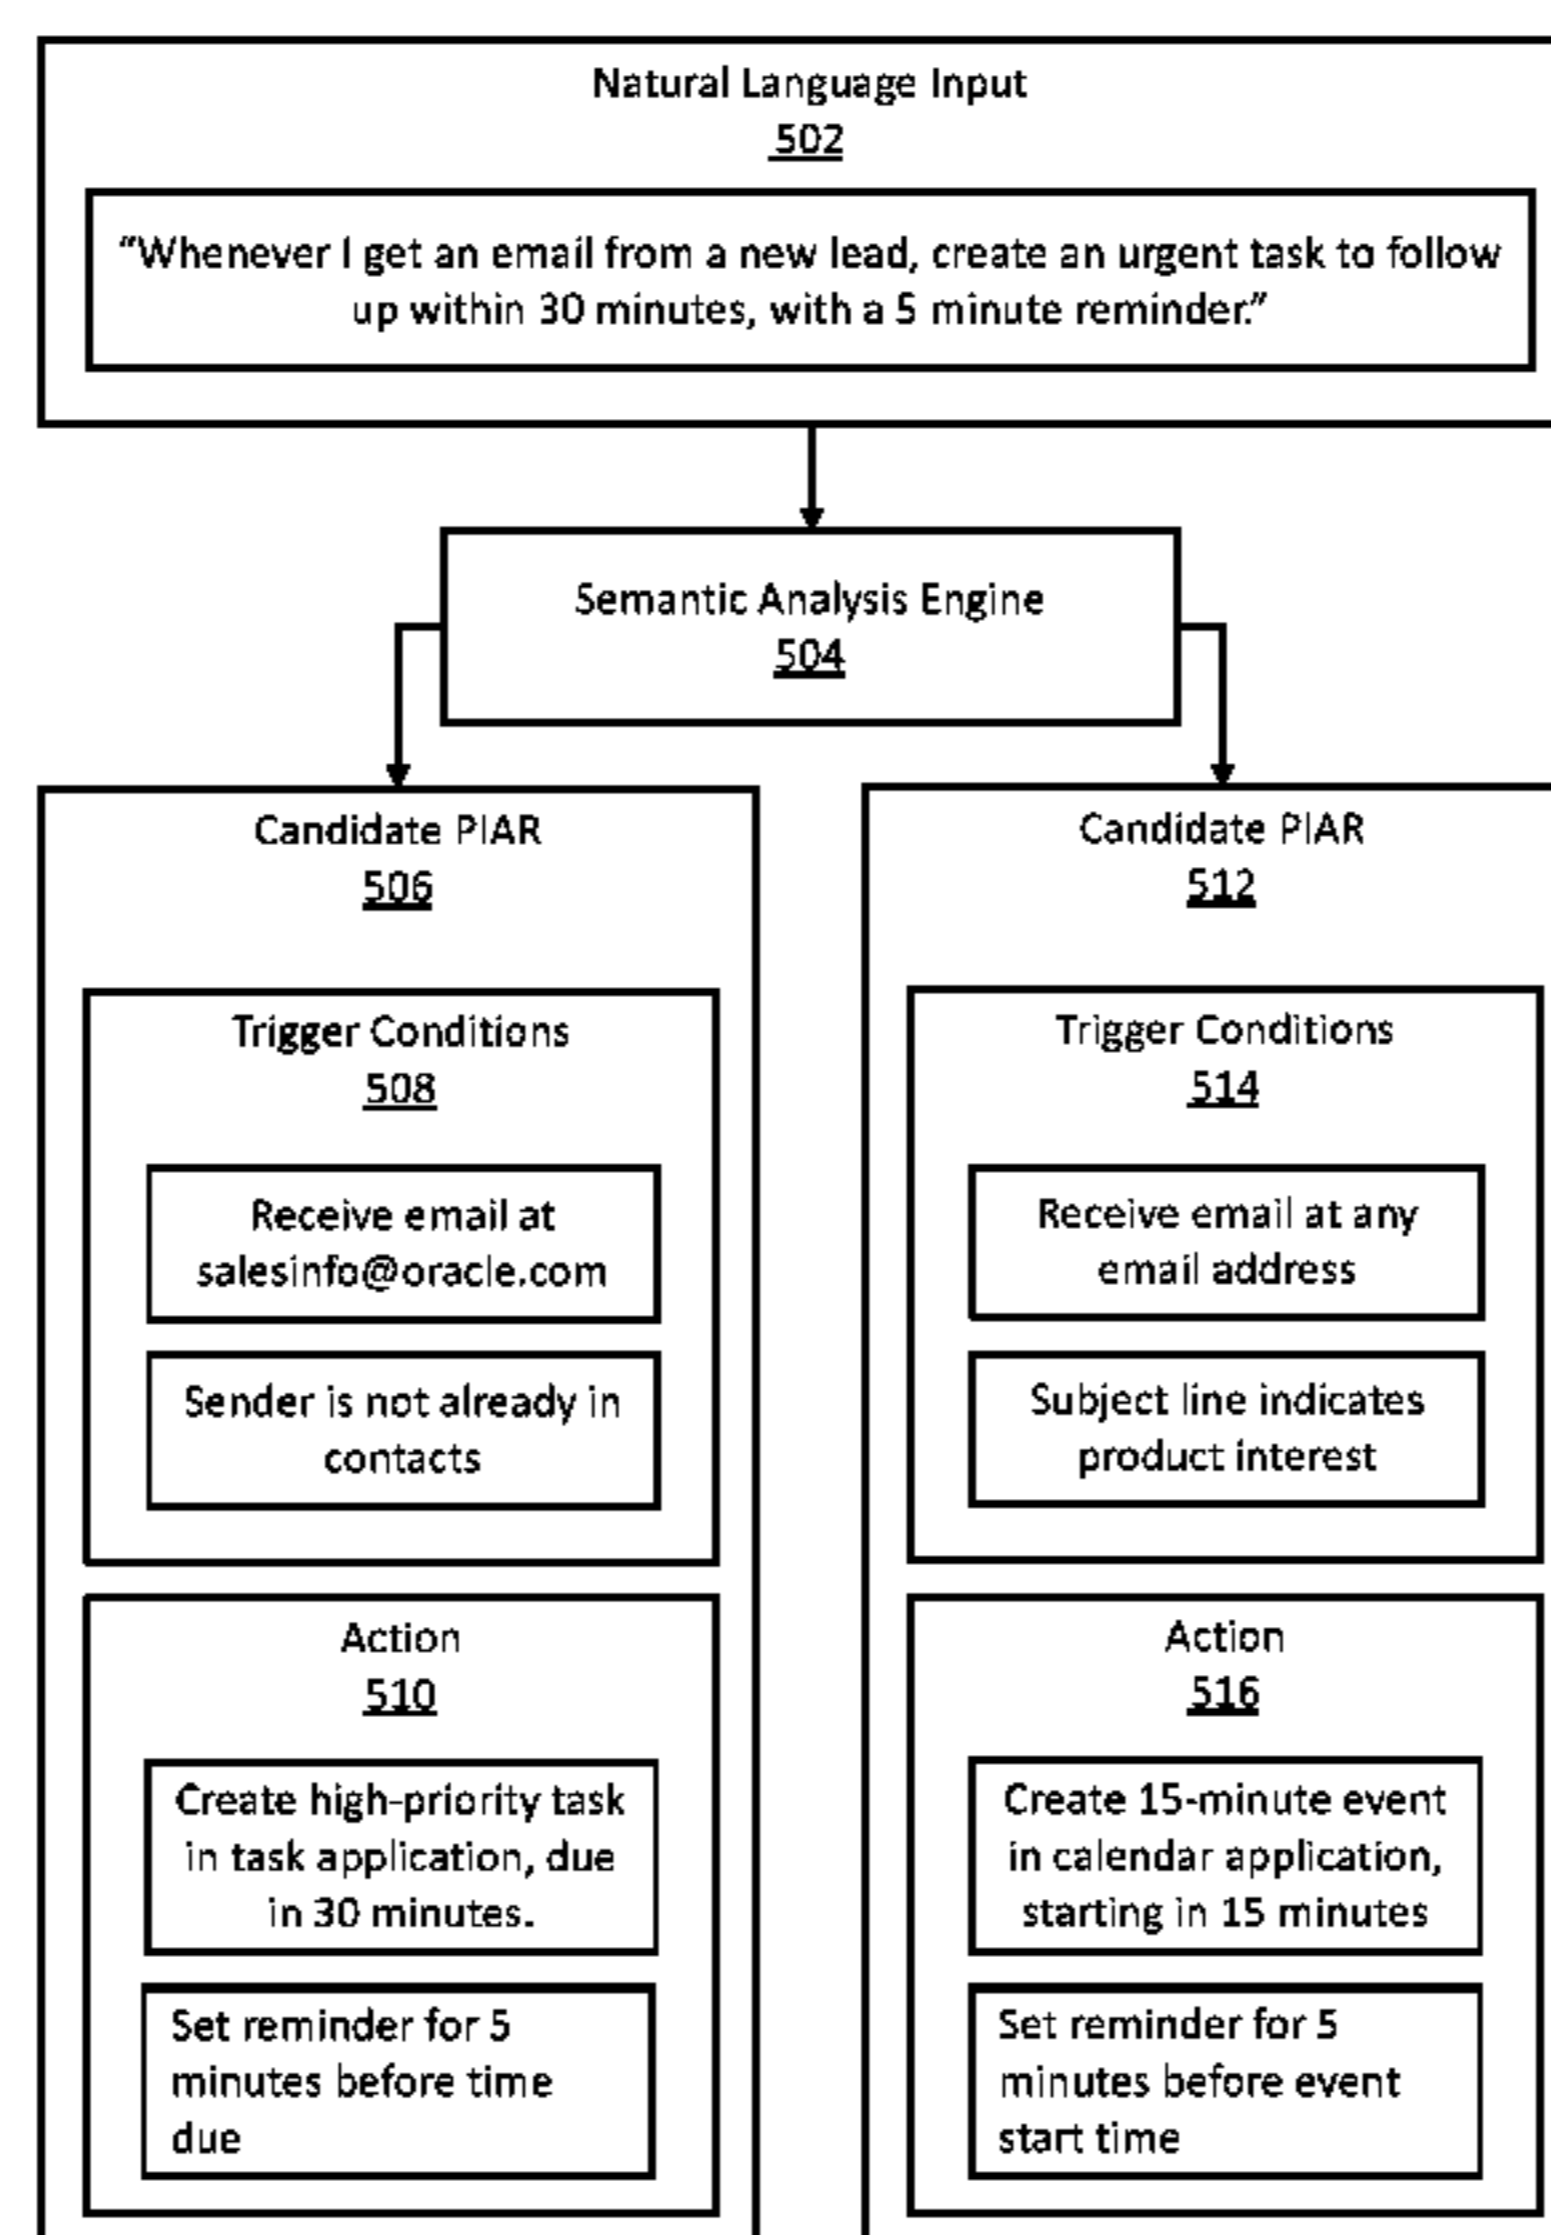 Natural Language Input
502
“Whenever I get an email from a new lead, create an urgent task to follow
up within 30 minutes, with a 5 minute reminder.”
Semantic Analysis Engine
504
Candidate PIAR
506
Trigger Conditions
508
Receive email at
salesinfo@oracle.com
Sender is not already in
contacts
Action
510
Create high-priority task
in task application, due
in 30 minutes.
Set reminder for 5
minutes before time
due
Candidate PIAR
512
Trigger Conditions
514
Receive email at any
email address
Subject line indicates
product interest
Action
516
Create 15-minute event
in calendar application,
starting in 15 minutes
Set reminder for 5
minutes before event
start time